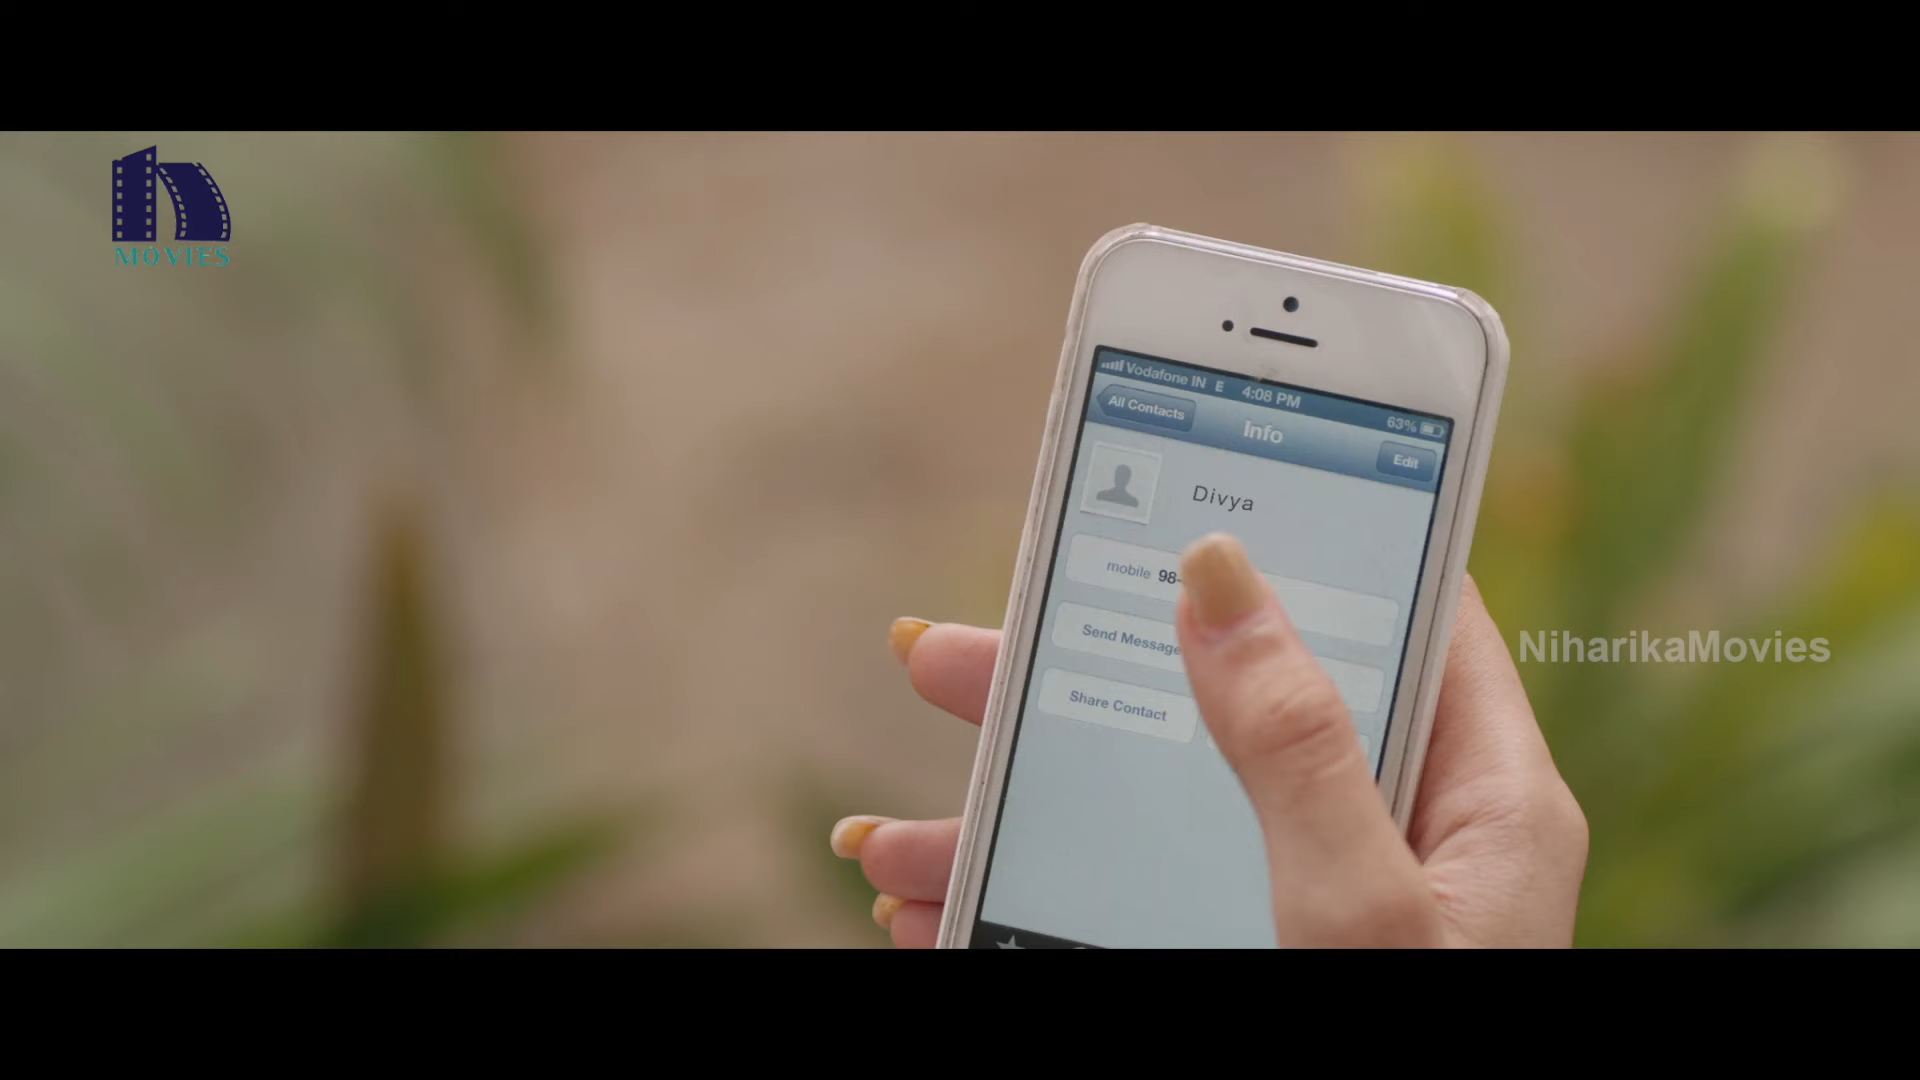 MOVIES
Vodafone IN E 4:08 PM 63%
All Contacts Info Edit
Divya
mobile 98-
Send Message
Share Contact
NiharikaMovies